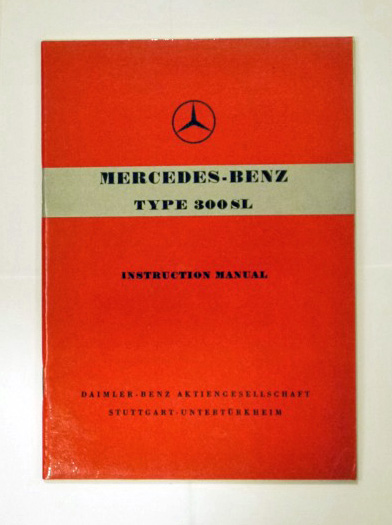 MERCEDES-BENZ
TYPE 300 SL
INSTRUCTION MANUAL
DAIMLER-BENZ AKTIENGESELLSCHAFT
STUTTGART-UNTERTÜRKHEIM